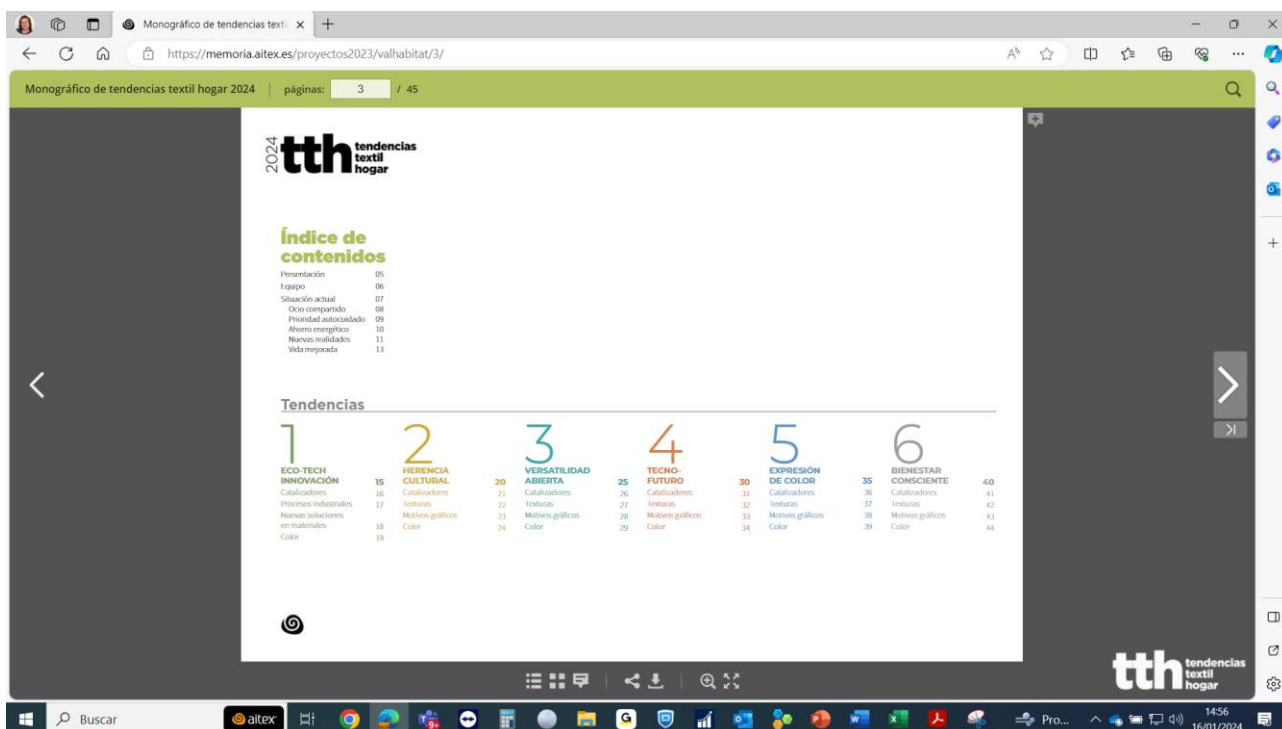 Monográfico de tendencias texti
https://memoria.aitex.es/proyectos2023/valhabitat/3/
Monográfico de tendencias textil hogar 2024 | páginas: 3 / 45
2024
tth tendencias
textil
hogar
Índice de
contenidos
Presentación 05
Equipo 06
Situación actual 07
Ocio compartido 08
Prioridad autocuidado 09
Ahorro energético 10
Nuevas realidades 11
Vida mejorada 13
Tendencias
1
ECO-TECH
INNOVACIÓN 15
Catalizadores 16
Procesos industriales 17
Nuevas soluciones
en materiales 18
Color 19
2
HERENCIA
CULTURAL 20
Catalizadores 21
Texturas 22
Motivos gráficos 23
Color 24
3
VERSATILIDAD
ABIERTA 25
Catalizadores 26
Texturas 27
Motivos gráficos 28
Color 29
4
TECNO-
FUTURO 30
Catalizadores 31
Texturas 32
Motivos gráficos 33
Color 34
5
EXPRESIÓN
DE COLOR 35
Catalizadores 36
Texturas 37
Motivos gráficos 38
Color 39
6
BIENESTAR
CONSCIENTE 40
Catalizadores 41
Texturas 42
Motivos gráficos 43
Color 44
tth tendencias
textil
hogar
Buscar
aitex
Pro...
14:56
16/01/2024